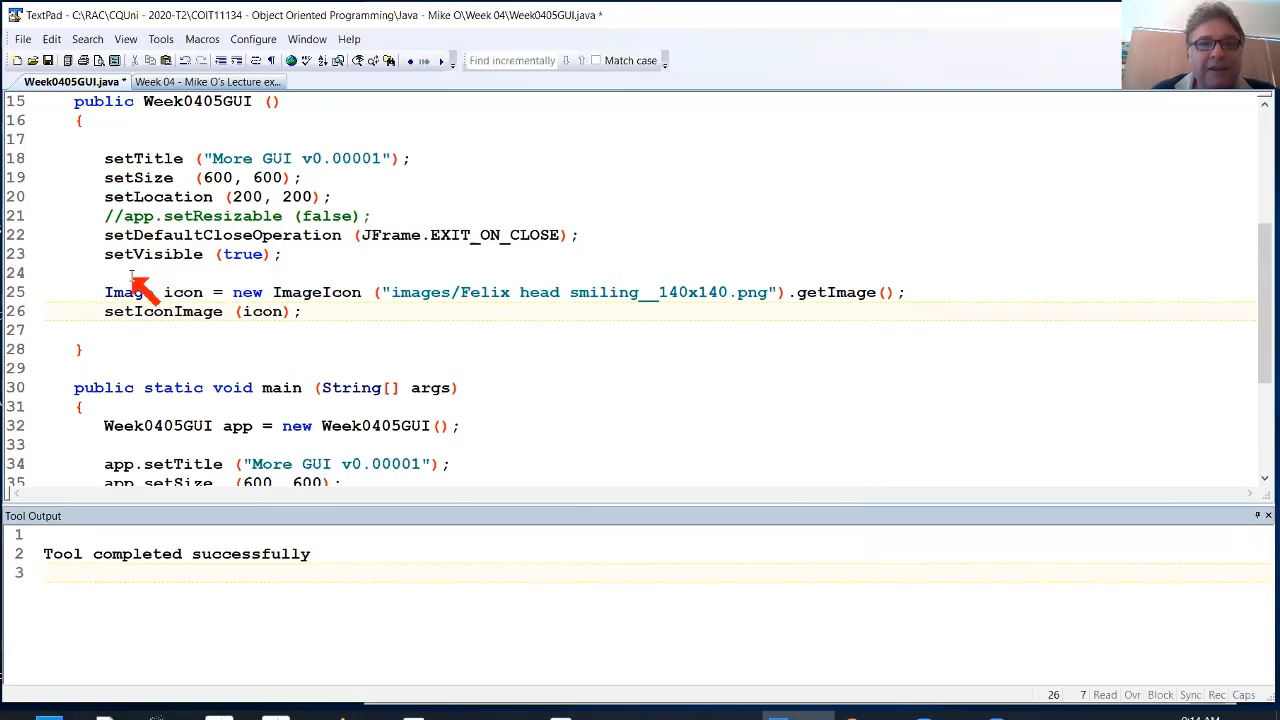 TextPad - C:\RAC\CQUni - 2020-T2\COIT11134 - Object Oriented Programming\Java - Mike O\Week 04\Week0405GUI.java *
File Edit Search View Tools Macros Configure Window Help
Find incrementally Match case
Week0405GUI.java * Week 04 - Mike O's Lecture ex...
15 public Week0405GUI ()
16 {
17
18 setTitle ("More GUI v0.00001");
19 setSize (600, 600);
20 setLocation (200, 200);
21 //app.setResizable (false);
22 setDefaultCloseOperation (JFrame.EXIT_ON_CLOSE);
23 setVisible (true);
24
25 Image icon = new ImageIcon ("images/Felix head smiling__140x140.png").getImage();
26 setIconImage (icon);
27
28 }
29
30 public static void main (String[] args)
31 {
32 Week0405GUI app = new Week0405GUI();
33
34 app.setTitle ("More GUI v0.00001");
35 app.setSize (600, 600);
Tool Output
1
2 Tool completed successfully
3
26 7 Read Ovr Block Sync Rec Caps